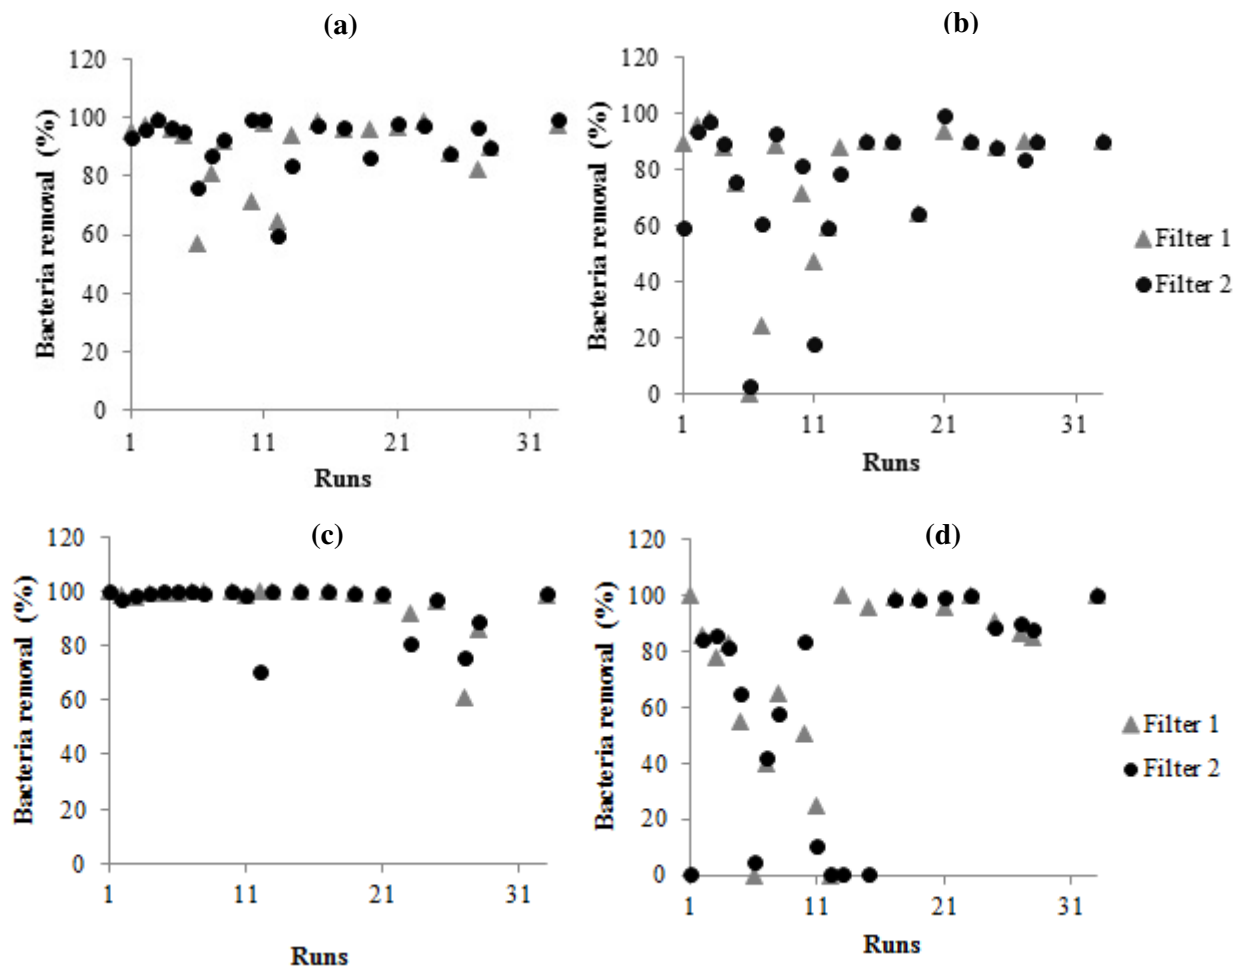 (a)
120
100
80
60
40
20
0
Bacteria removal (%)
1 11 21 31
Runs
(b)
120
100
80
60
40
20
0
Bacteria removal (%)
1 11 21 31
Runs
Filter 1
Filter 2
(c)
120
100
80
60
40
20
0
Bacteria removal (%)
1 11 21 31
Runs
(d)
120
100
80
60
40
20
0
Bacteria removal (%)
1 11 21 31
Runs
Filter 1
Filter 2